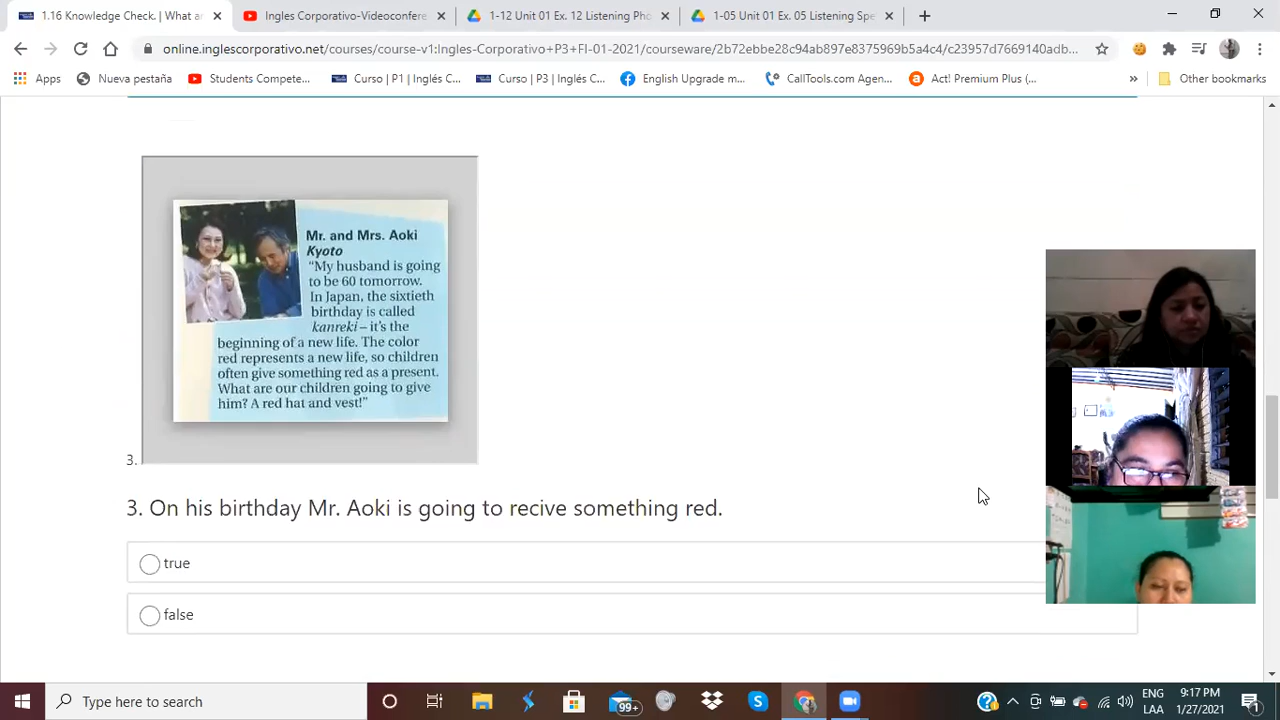 1.16 Knowledge Check. | What ar
Ingles Corporativo-Videoconfere
1-12 Unit 01 Ex. 12 Listening Pho
1-05 Unit 01 Ex. 05 Listening Spe
online.inglescorporativo.net/courses/course-v1:Ingles-Corporativo+P3+FI-01-2021/courseware/2b72ebbe28c94ab897e8375969b5a4c4/c23957d7669140adb...
Apps
Nueva pestaña
Students Compete...
Curso | P1 | Inglés C...
Curso | P3 | Inglés C...
English Upgrade m...
CallTools.com Agen...
Act! Premium Plus (...
»
Other bookmarks
Mr. and Mrs. Aoki
Kyoto
"My husband is going
to be 60 tomorrow.
In Japan, the sixtieth
birthday is called
kanreki – it's the
beginning of a new life. The color
red represents a new life, so children
often give something red as a present.
What are our children going to give
him? A red hat and vest!"
3.
3. On his birthday Mr. Aoki is going to recive something red.
true
false
Type here to search
99+
ENG
LAA
9:17 PM
1/27/2021
1